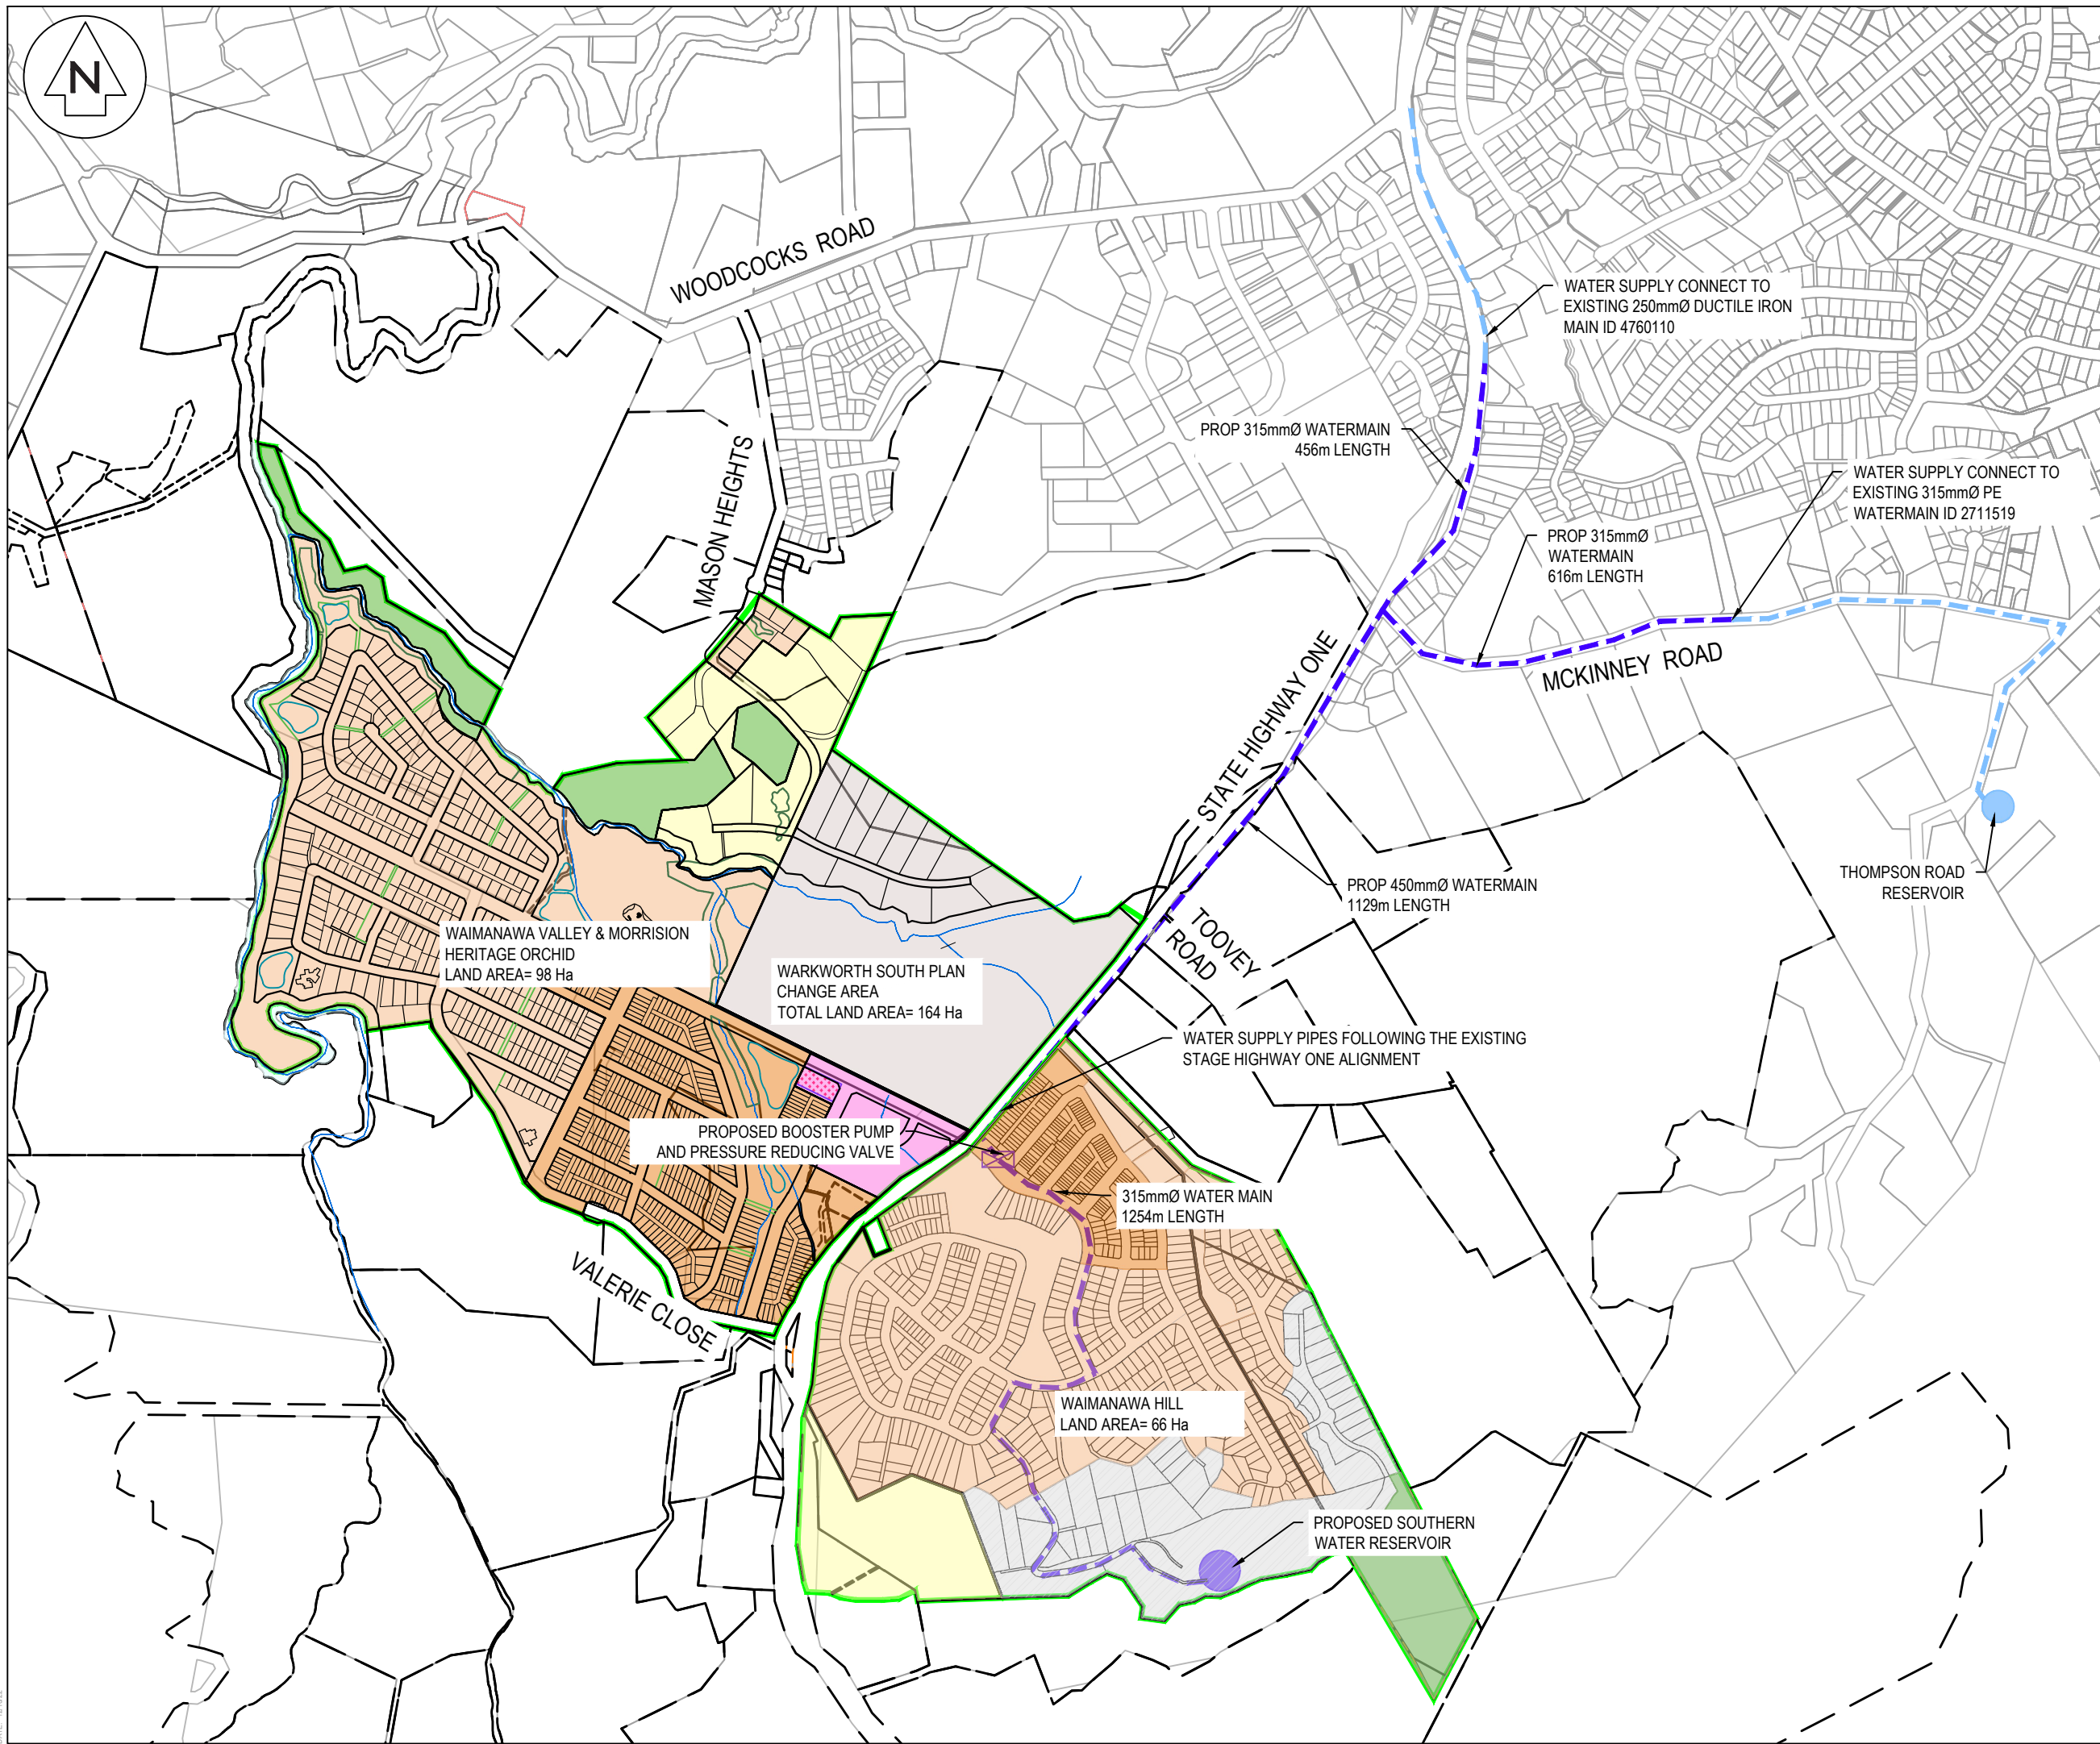 N
WOODCOCKS ROAD
WATER SUPPLY CONNECT TO
EXISTING 250mmØ DUCTILE IRON
MAIN ID 4760110
PROP 315mmØ WATERMAIN
456m LENGTH
MASON HEIGHTS
WATER SUPPLY CONNECT TO
EXISTING 315mmØ PE
WATERMAIN ID 2711519
PROP 315mmØ
WATERMAIN
616m LENGTH
MCKINNEY ROAD
STATE HIGHWAY ONE
THOMPSON ROAD
RESERVOIR
PROP 450mmØ WATERMAIN
1129m LENGTH
TOOVEY
ROAD
WAIMANAWA VALLEY & MORRISION
HERITAGE ORCHID
LAND AREA= 98 Ha
WARKWORTH SOUTH PLAN
CHANGE AREA
TOTAL LAND AREA= 164 Ha
WATER SUPPLY PIPES FOLLOWING THE EXISTING
STAGE HIGHWAY ONE ALIGNMENT
PROPOSED BOOSTER PUMP
AND PRESSURE REDUCING VALVE
315mmØ WATER MAIN
1254m LENGTH
VALERIE CLOSE
WAIMANAWA HILL
LAND AREA= 66 Ha
PROPOSED SOUTHERN
WATER RESERVOIR